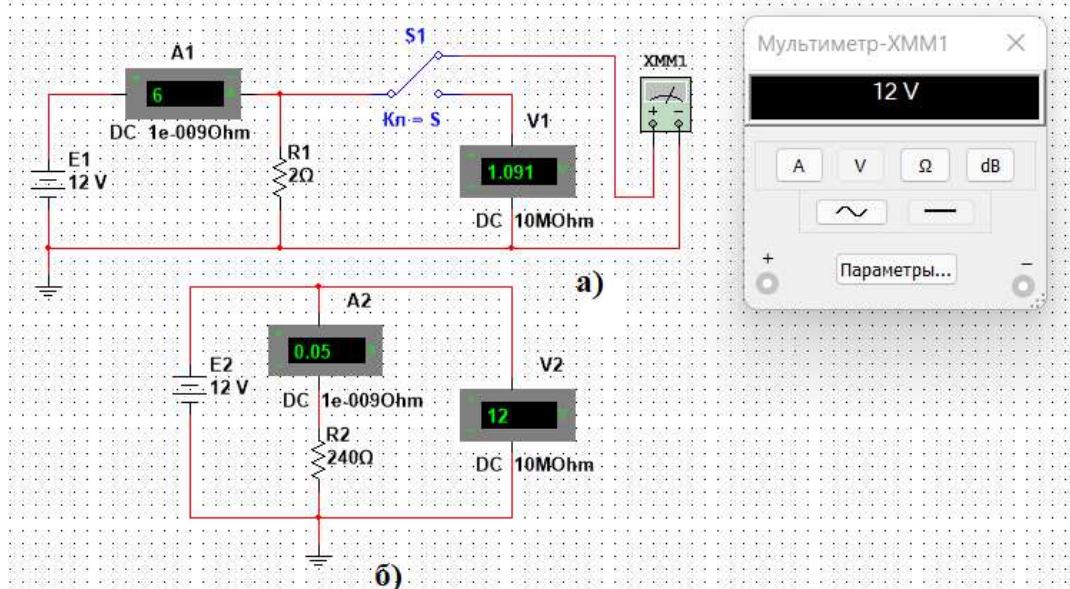 S1
A1
XMM1
6
Кл = S
V1
DC 1e-009Ohm
E1
12 V
R1
2Ω
1.091
DC 10MOhm
а)
A2
0.05
E2
12 V
V2
DC 1e-009Ohm
12
R2
240Ω
DC 10MOhm
б)
Мультиметр-XMM1
12 V
A V Ω dB
+ Параметры... −